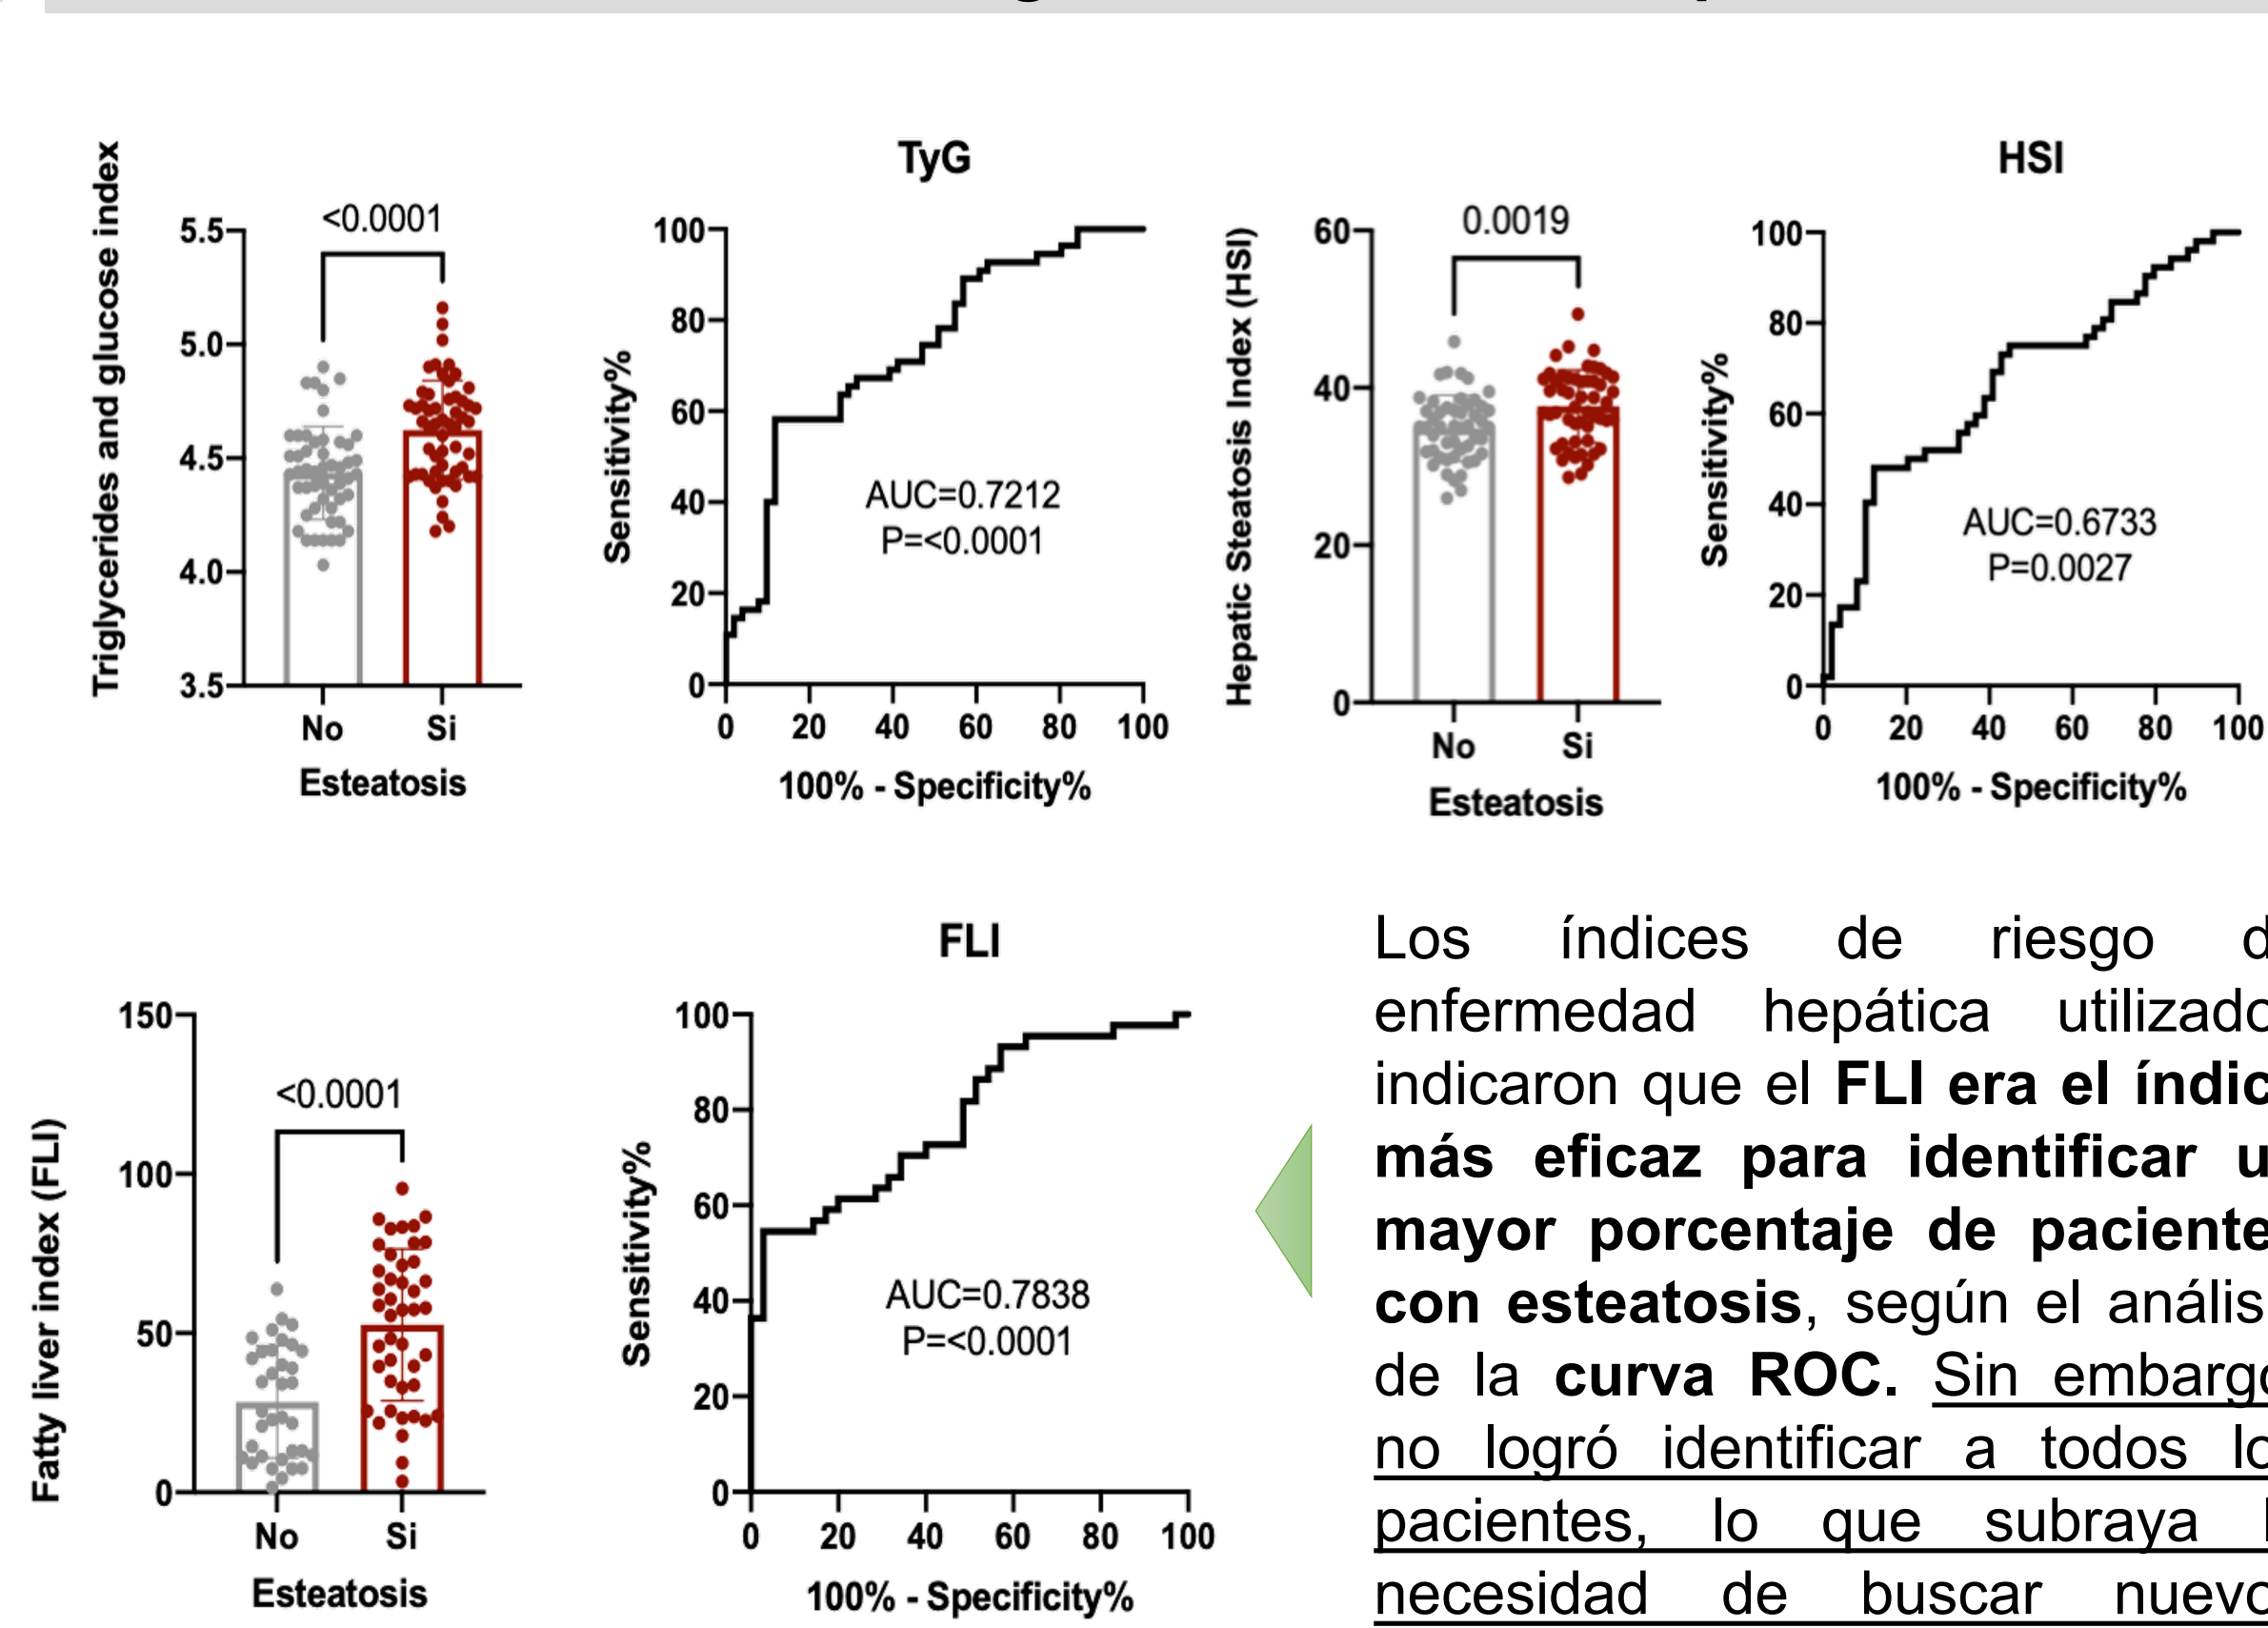 TyG
Triglycerides and glucose index
<0.0001
5.5
5.0
4.5
4.0
3.5
No Si
Esteatosis
Sensitivity%
100
80
60
40
20
0
AUC=0.7212
P=<0.0001
0 20 40 60 80 100
100% - Specificity%
HSI
Hepatic Steatosis Index (HSI)
0.0019
60
40
20
0
No Si
Esteatosis
Sensitivity%
100
80
60
40
20
0
AUC=0.6733
P=0.0027
0 20 40 60 80 100
100% - Specificity%
FLI
Fatty liver index (FLI)
<0.0001
150
100
50
0
No Si
Esteatosis
Sensitivity%
100
80
60
40
20
0
AUC=0.7838
P=<0.0001
0 20 40 60 80 100
100% - Specificity%
Los índices de riesgo
enfermedad hepática utilizado
indicaron que el FLI era el índic
más eficaz para identificar u
mayor porcentaje de paciente
con esteatosis, según el anális
de la curva ROC. Sin embargo
no logró identificar a todos lo
pacientes, lo que subraya
necesidad de buscar nuevo